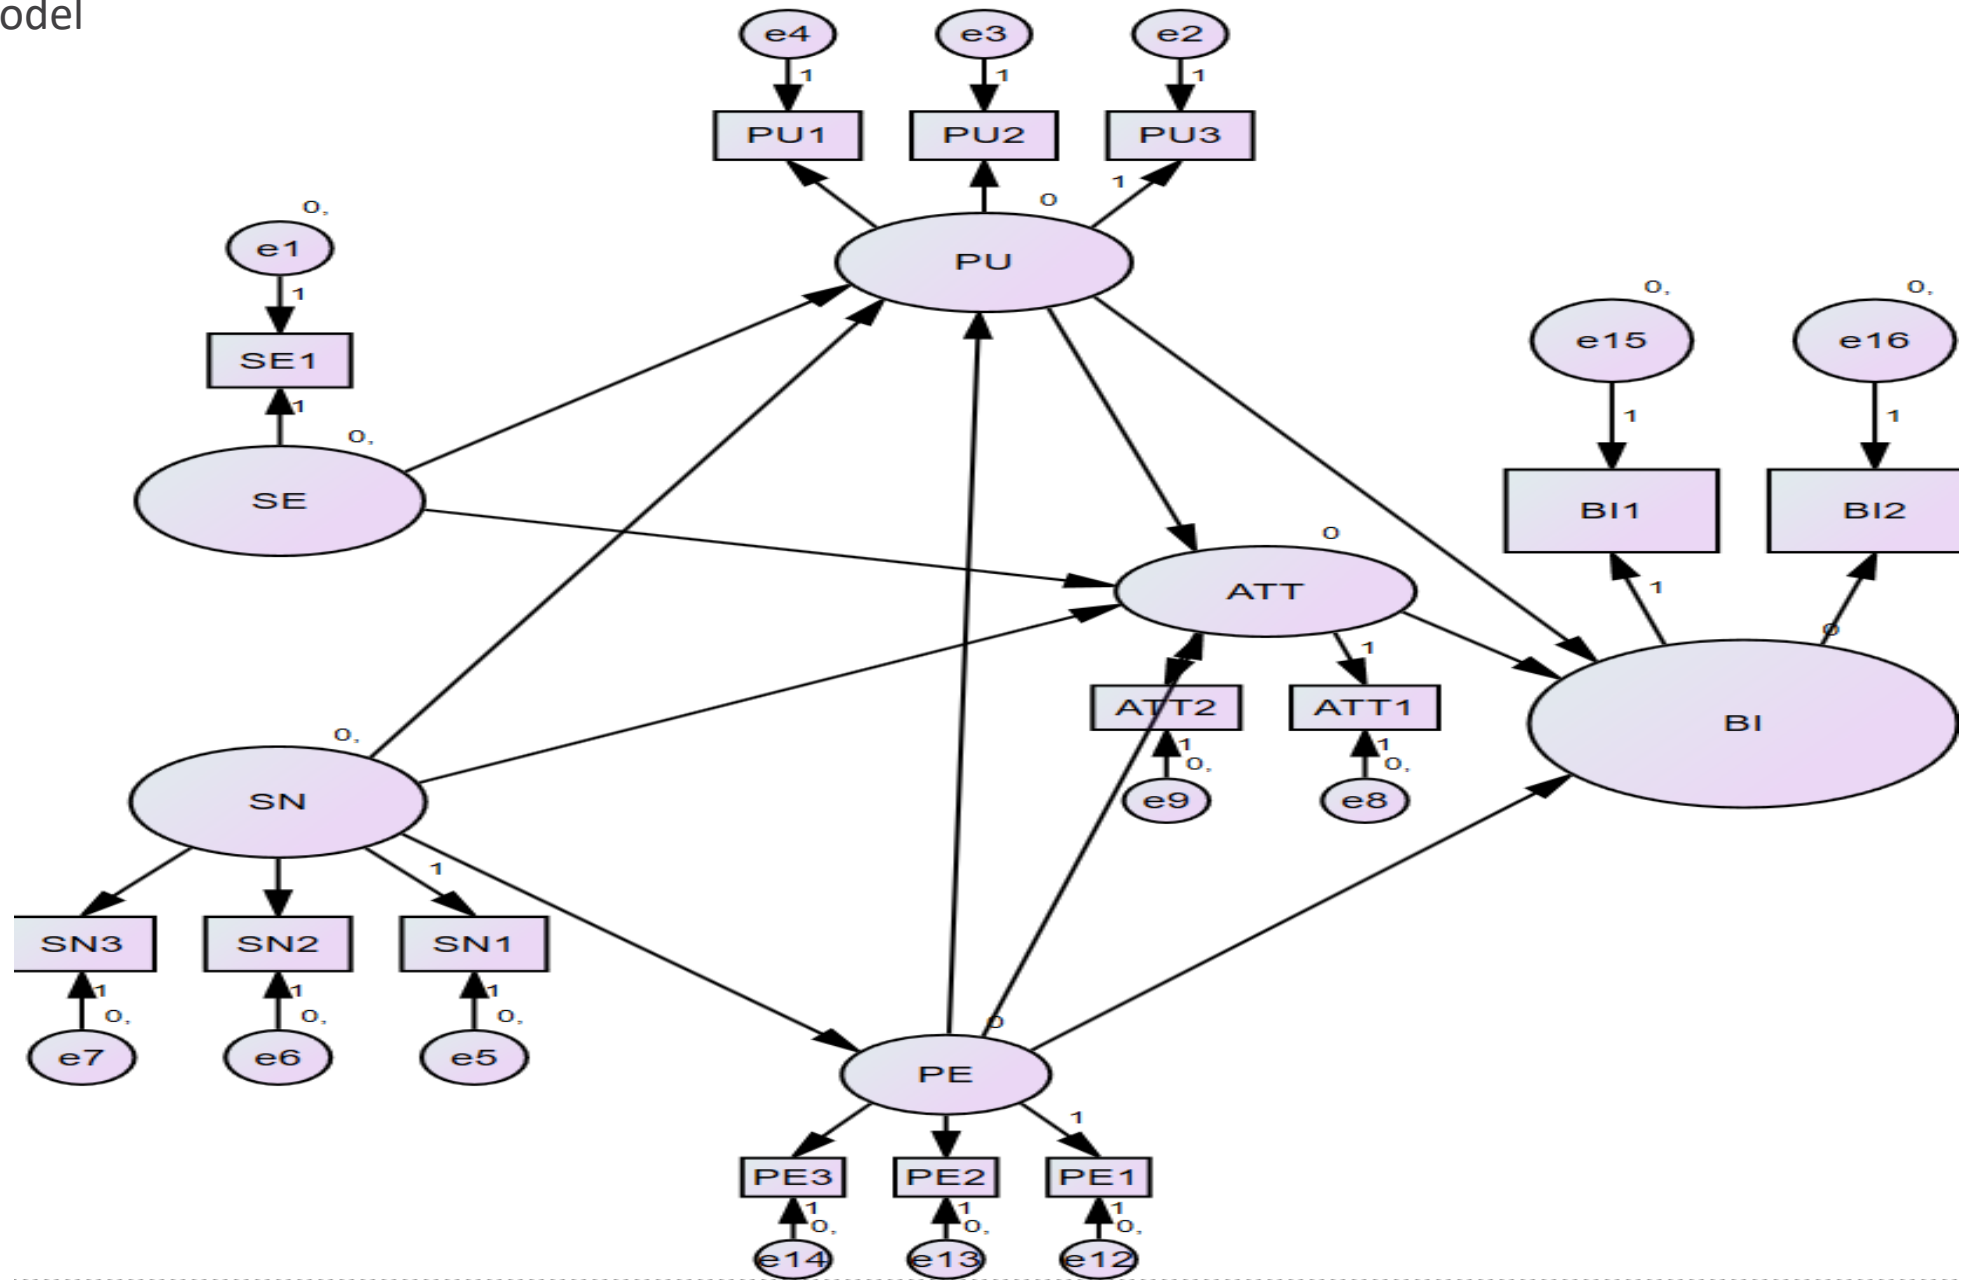 odel
e4 e3 e2
1 1 1
PU1 PU2 PU3
1
0
0,
e1
PU
1
0, 0,
e15 e16
SE1
1
1 1
0,
SE
BI1 BI2
0
ATT
1
0
1
ATT2 ATT1
BI
0,
1 1
0, 0,
e9 e8
SN
1
SN3 SN2 SN1
1 1 1
0, 0, 0,
e7 e6 e5
0
PE
1
PE3 PE2 PE1
1 1 1
0, 0, 0,
e14 e13 e12